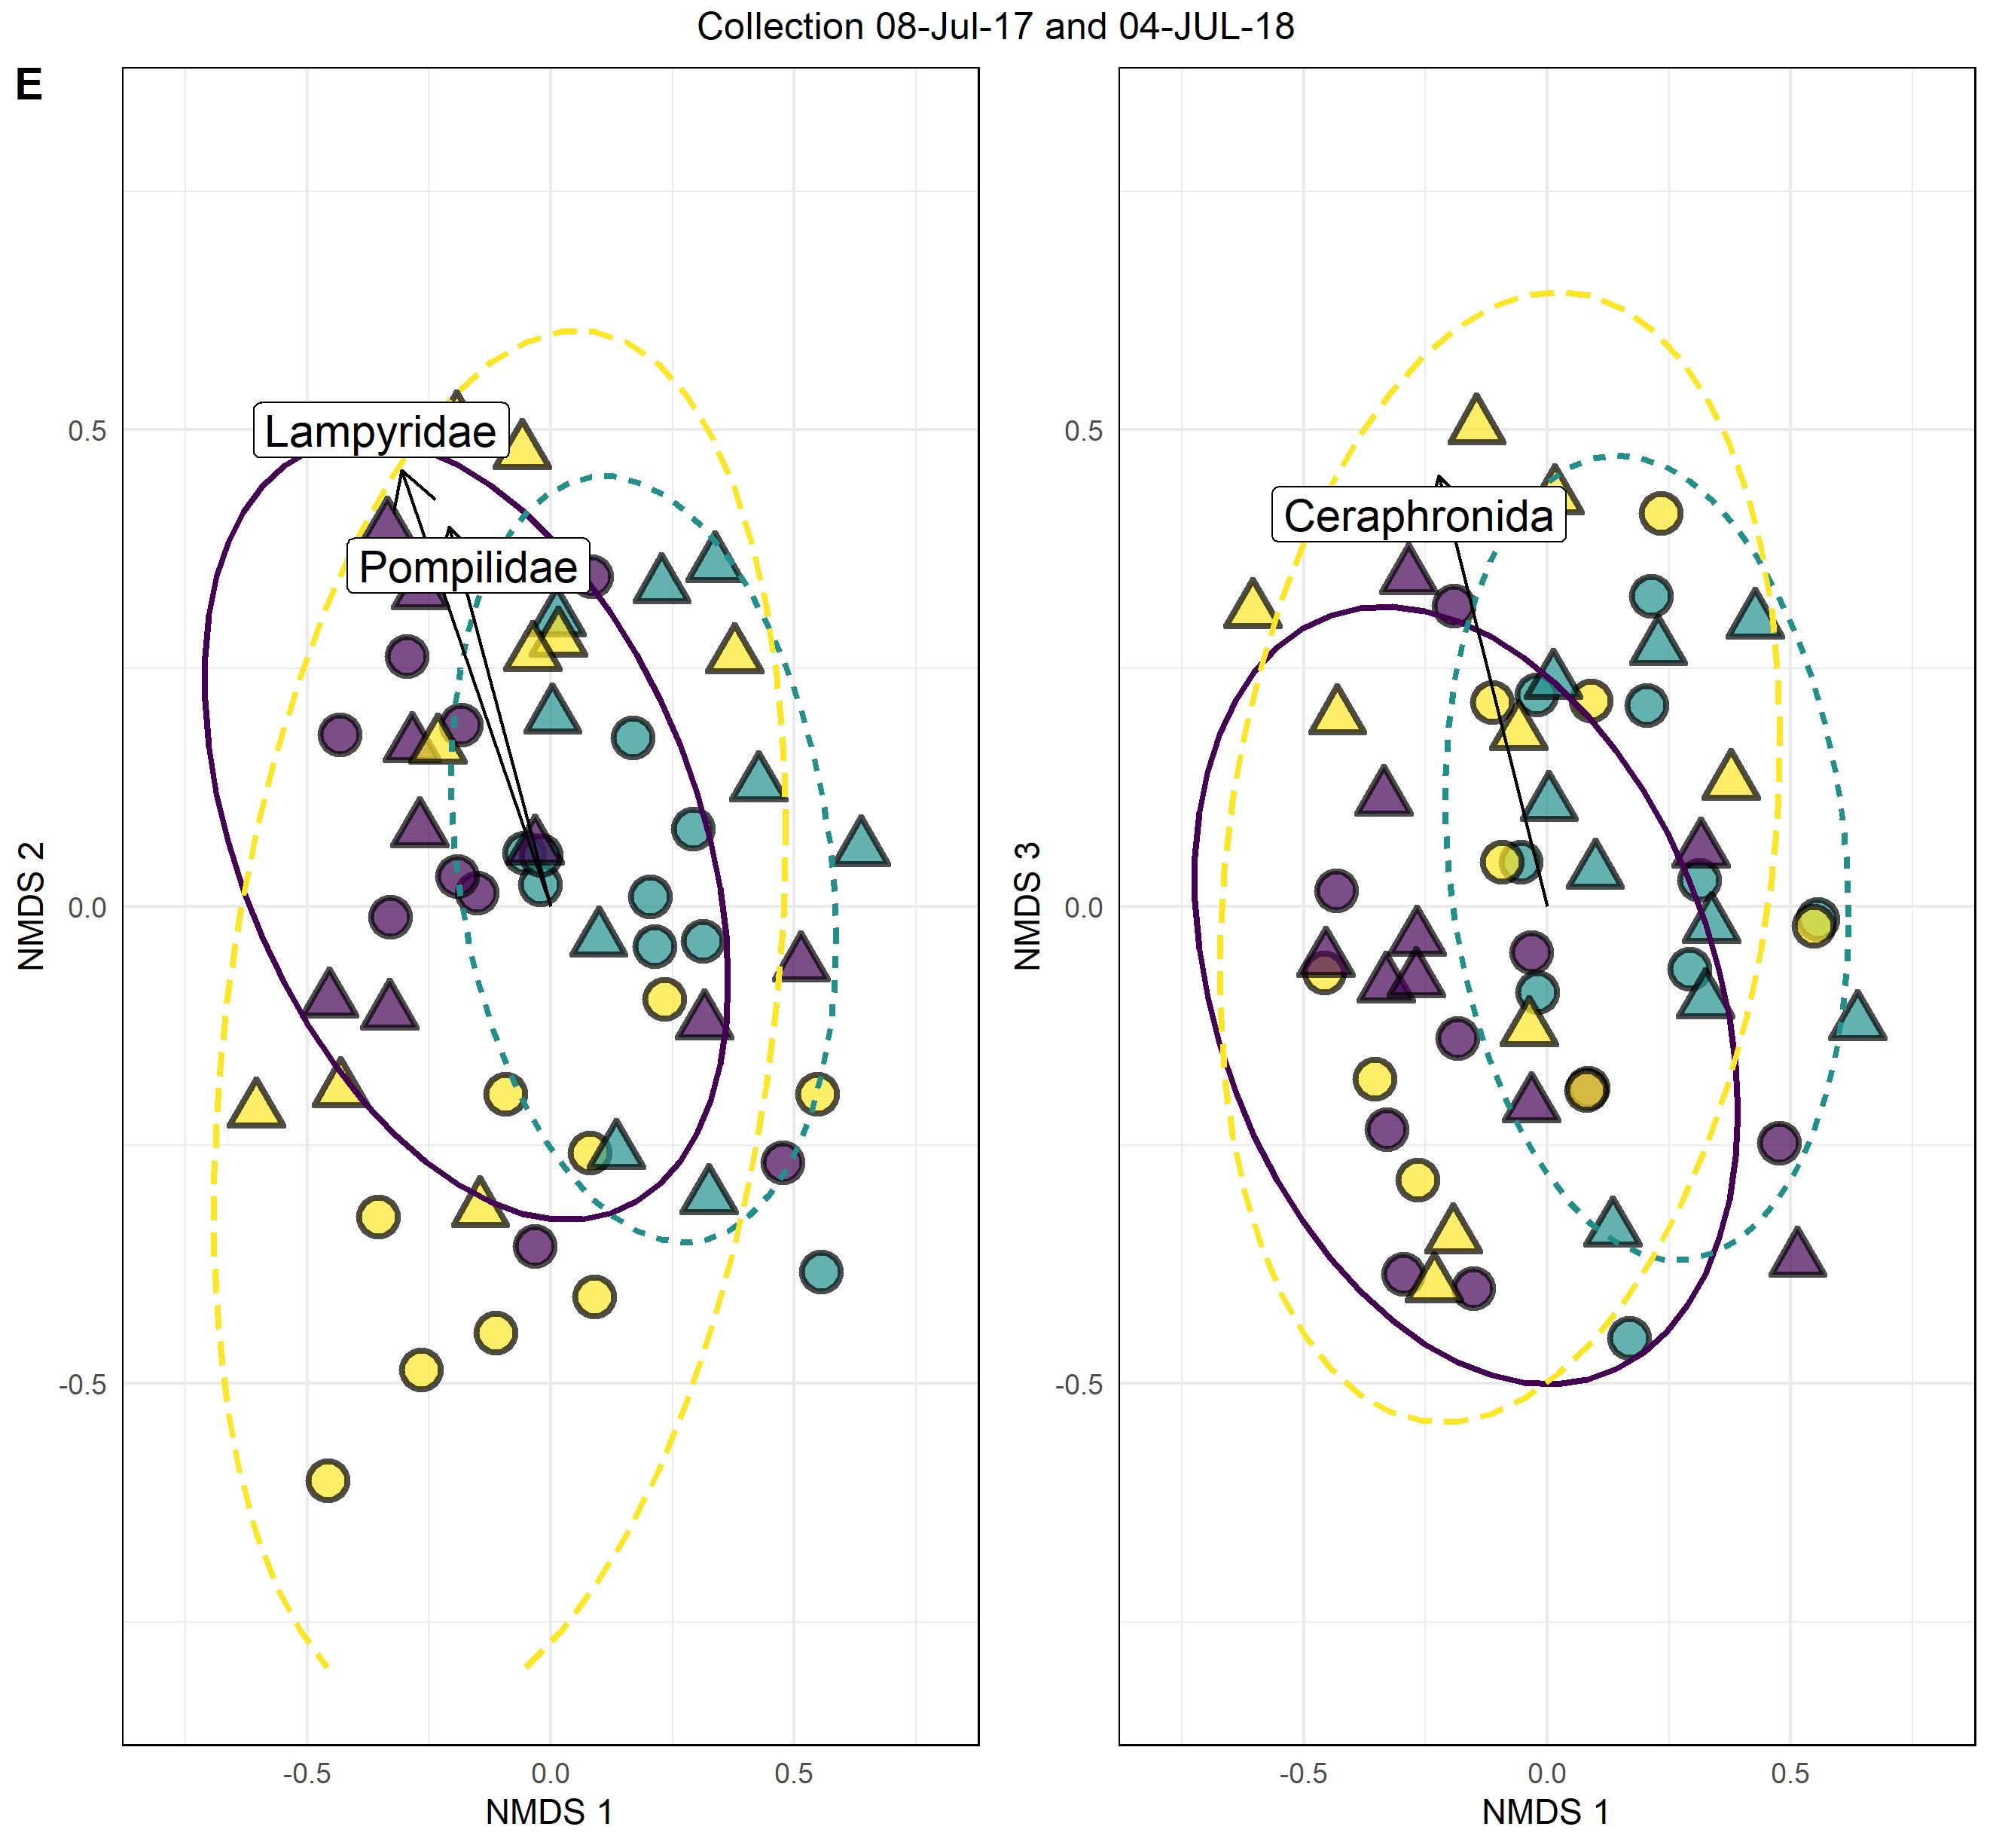 Collection 08-Jul-17 and 04-JUL-18
E
NMDS 2
0.5
0.0
-0.5
Lampyridae
Pompilidae
-0.5 0.0 0.5
NMDS 1
NMDS 3
0.5
0.0
-0.5
Ceraphronida
-0.5 0.0 0.5
NMDS 1